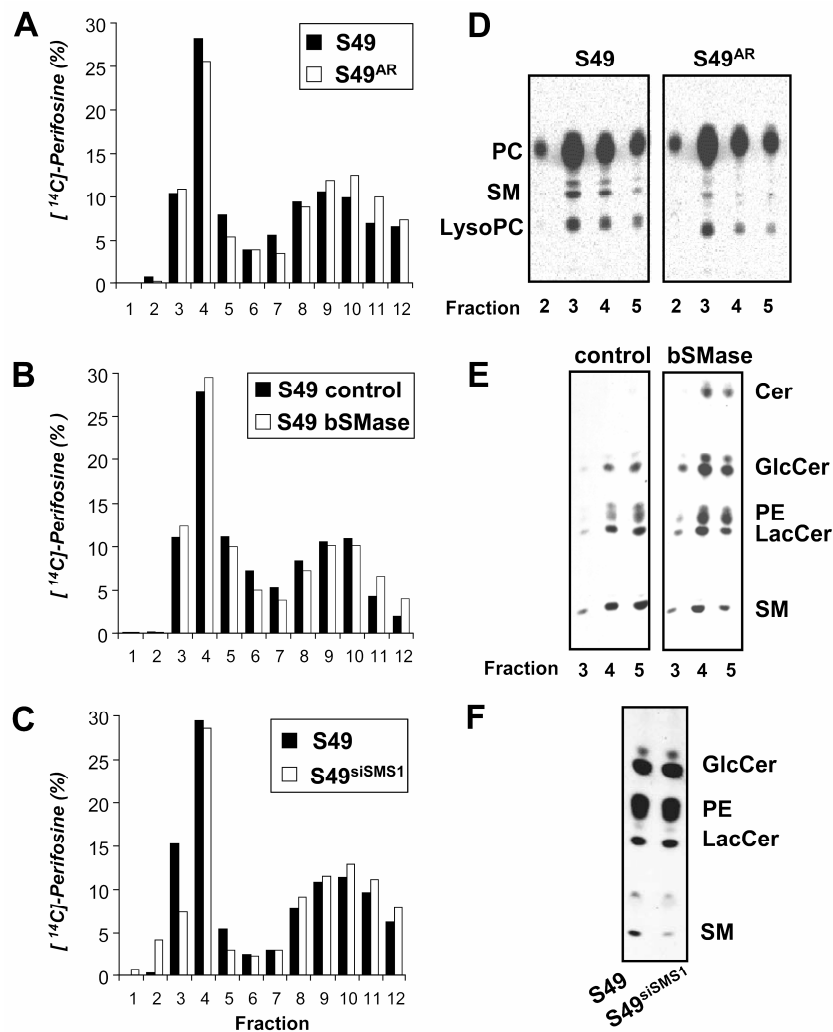 A
[ ¹⁴C]-Perifosine (%)
30
25
20
15
10
5
0
S49
S49ᴬᴿ
1 2 3 4 5 6 7 8 9 10 11 12
B
[ ¹⁴C]-Perifosine (% )
30
25
20
15
10
5
0
S49 control
S49 bSMase
1 2 3 4 5 6 7 8 9 10 11 12
C
[ ¹⁴C]-Perifosine (%)
30
25
20
15
10
5
0
S49
S49ˢⁱSMS1
1 2 3 4 5 6 7 8 9 10 11 12
Fraction
D
S49 S49ᴬᴿ
PC
SM
LysoPC
Fraction 2 3 4 5 2 3 4 5
E
control bSMase
Cer
GlcCer
PE
LacCer
SM
Fraction 3 4 5 3 4 5
F
GlcCer
PE
LacCer
SM
S49
S49ˢⁱSMS1